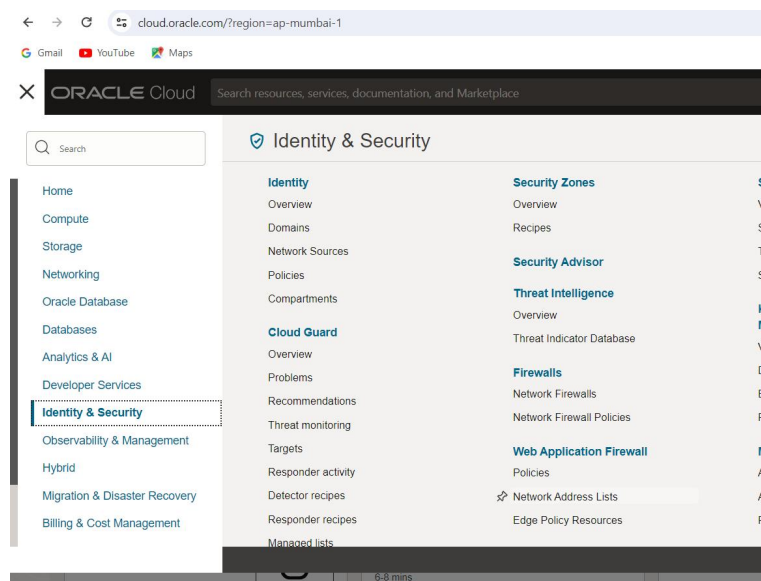 cloud.oracle.com/?region=ap-mumbai-1
Gmail YouTube Maps
ORACLE Cloud Search resources, services, documentation, and Marketplace
Search
Identity & Security
Home
Compute
Storage
Networking
Oracle Database
Databases
Analytics & AI
Developer Services
Identity & Security
Observability & Management
Hybrid
Migration & Disaster Recovery
Billing & Cost Management
Identity
Overview
Domains
Network Sources
Policies
Compartments
Cloud Guard
Overview
Problems
Recommendations
Threat monitoring
Targets
Responder activity
Detector recipes
Responder recipes
Managed lists
Security Zones
Overview
Recipes
Security Advisor
Threat Intelligence
Overview
Threat Indicator Database
Firewalls
Network Firewalls
Network Firewall Policies
Web Application Firewall
Policies
Network Address Lists
Edge Policy Resources
6-8 mins